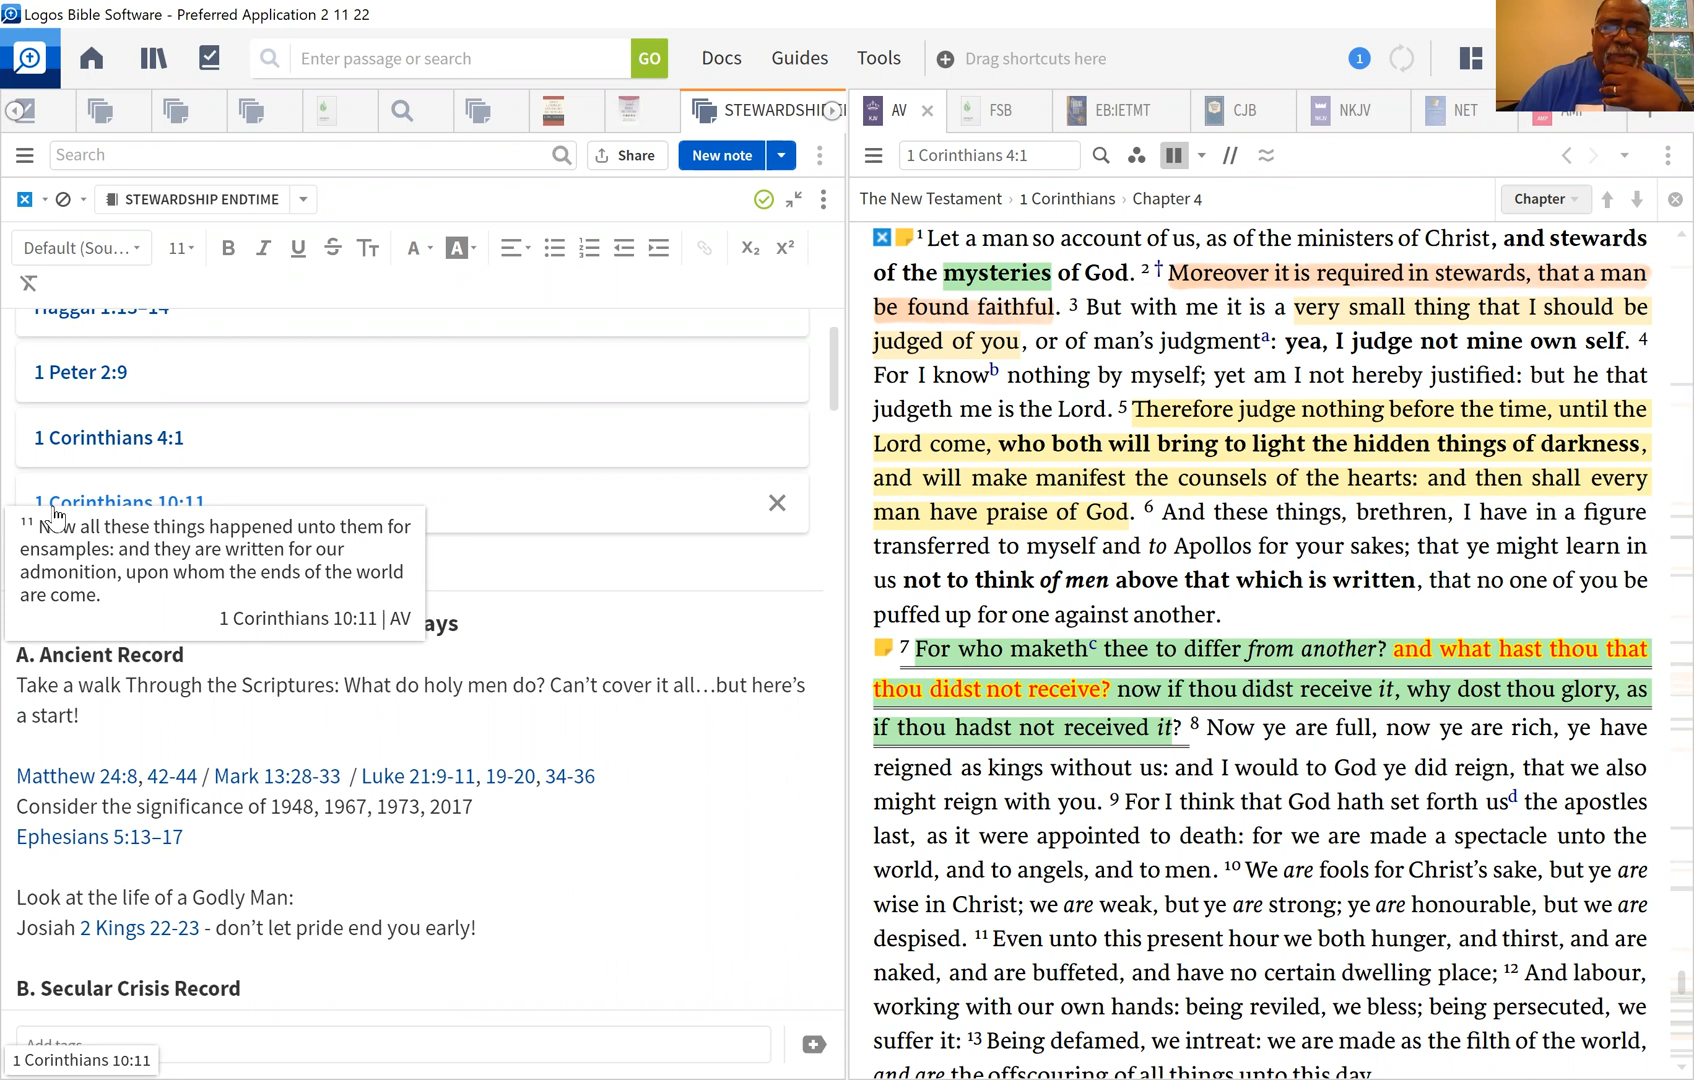 Logos Bible Software - Preferred Application 2 11 22
Enter passage or search
GO
Docs
Guides
Tools
Drag shortcuts here
1
STEWARDSHIP
AV
FSB
EB:IETMT
CJB
NKJV
NET
Search
Share
New note
1 Corinthians 4:1
STEWARDSHIP ENDTIME
The New Testament › 1 Corinthians › Chapter 4
Chapter
Default (Sou...
11
B I U S TT A A X₂ X²
Haggai 1:13–14
1 Peter 2:9
1 Corinthians 4:1
1 Corinthians 10:11
11 Now all these things happened unto them for
ensamples: and they are written for our
admonition, upon whom the ends of the world
are come.
1 Corinthians 10:11 | AV
ays
A. Ancient Record
Take a walk Through the Scriptures: What do holy men do? Can’t cover it all…but here’s
a start!
Matthew 24:8, 42-44 / Mark 13:28-33 / Luke 21:9-11, 19-20, 34-36
Consider the significance of 1948, 1967, 1973, 2017
Ephesians 5:13–17
Look at the life of a Godly Man:
Josiah 2 Kings 22-23 - don’t let pride end you early!
B. Secular Crisis Record
Add tags
1 Corinthians 10:11
1 Let a man so account of us, as of the ministers of Christ, and stewards
of the mysteries of God. 2 † Moreover it is required in stewards, that a man
be found faithful. 3 But with me it is a very small thing that I should be
judged of you, or of man’s judgment a: yea, I judge not mine own self. 4
For I know b nothing by myself; yet am I not hereby justified: but he that
judgeth me is the Lord. 5 Therefore judge nothing before the time, until the
Lord come, who both will bring to light the hidden things of darkness,
and will make manifest the counsels of the hearts: and then shall every
man have praise of God. 6 And these things, brethren, I have in a figure
transferred to myself and to Apollos for your sakes; that ye might learn in
us not to think of men above that which is written, that no one of you be
puffed up for one against another.
7 For who maketh c thee to differ from another? and what hast thou that
thou didst not receive? now if thou didst receive it, why dost thou glory, as
if thou hadst not received it? 8 Now ye are full, now ye are rich, ye have
reigned as kings without us: and I would to God ye did reign, that we also
might reign with you. 9 For I think that God hath set forth us d the apostles
last, as it were appointed to death: for we are made a spectacle unto the
world, and to angels, and to men. 10 We are fools for Christ’s sake, but ye are
wise in Christ; we are weak, but ye are strong; ye are honourable, but we are
despised. 11 Even unto this present hour we both hunger, and thirst, and are
naked, and are buffeted, and have no certain dwelling place; 12 And labour,
working with our own hands: being reviled, we bless; being persecuted, we
suffer it: 13 Being defamed, we intreat: we are made as the filth of the world,
and are the offscouring of all things unto this day.